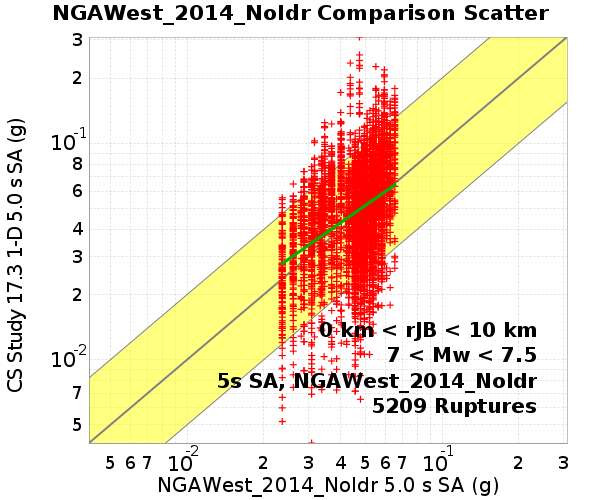 NGAWest_2014_NoIdr Comparison Scatter
3
2
10-1
8
6
4
3
2
10-2
7
5
CS Study 17.3 1-D 5.0 s SA (g)
0 km < rJB < 10 km
7 < Mw < 7.5
5s SA, NGAWest_2014_NoIdr
5209 Ruptures
5 6 7 10-2 2 3 4 5 6 7 10-1 2 3
NGAWest_2014_NoIdr 5.0 s SA (g)